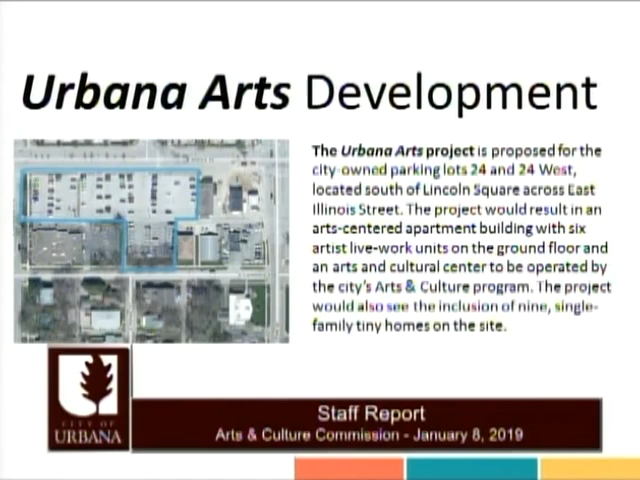 Urbana Arts Development
The Urbana Arts project is proposed for the
city-owned parking lots 24 and 24 West,
located south of Lincoln Square across East
Illinois Street. The project would result in an
arts-centered apartment building with six
artist live-work units on the ground floor and
an arts and cultural center to be operated by
the city's Arts & Culture program. The project
would also see the inclusion of nine, single-
family tiny homes on the site.
CITY OF
URBANA
Staff Report
Arts & Culture Commission - January 8, 2019